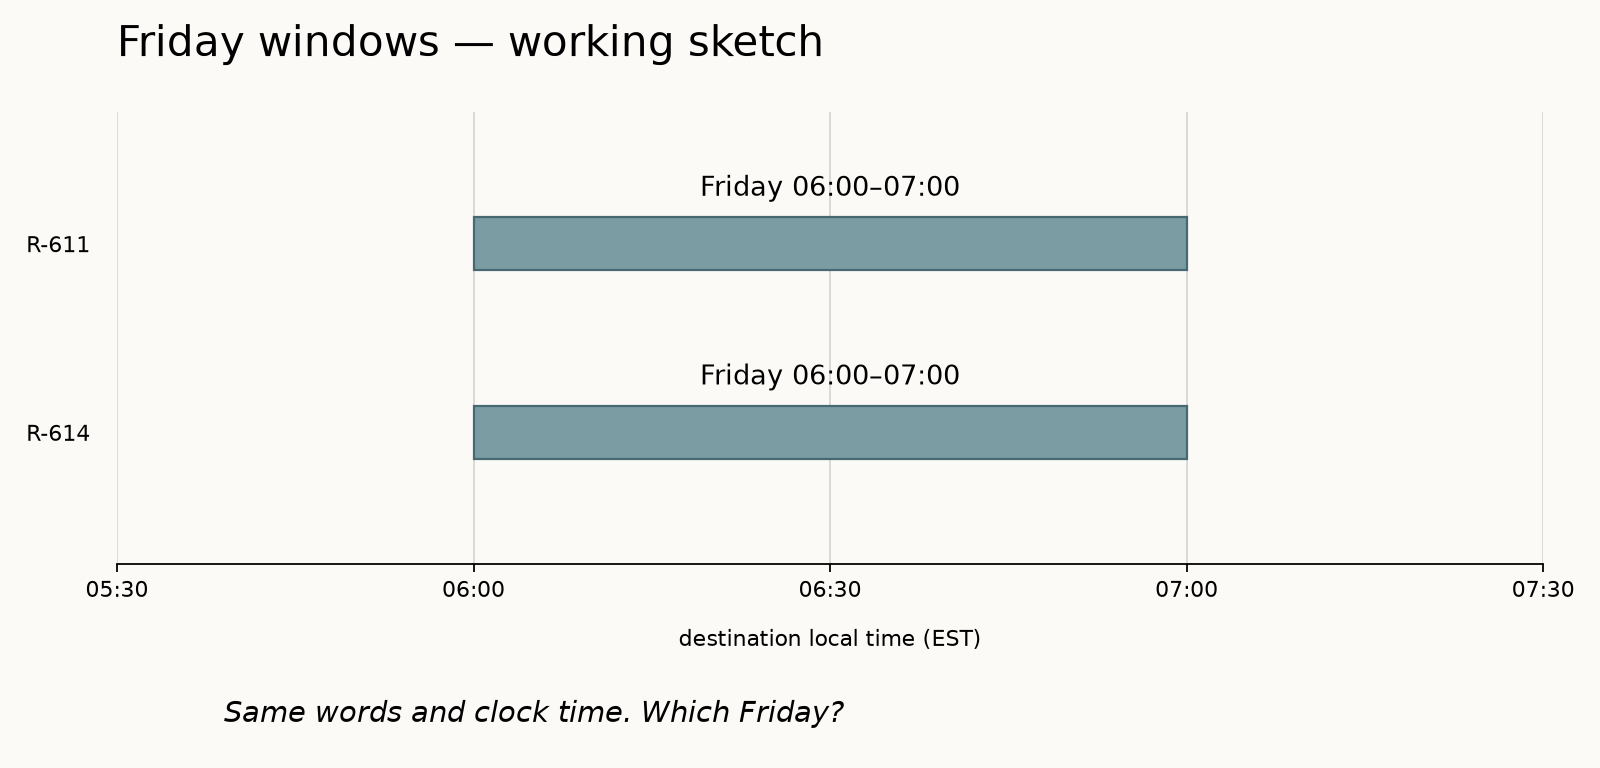 Friday windows — working sketch
Friday 06:00–07:00
R-611
Friday 06:00–07:00
R-614
05:30 06:00 06:30 07:00 07:30
destination local time (EST)
Same words and clock time. Which Friday?